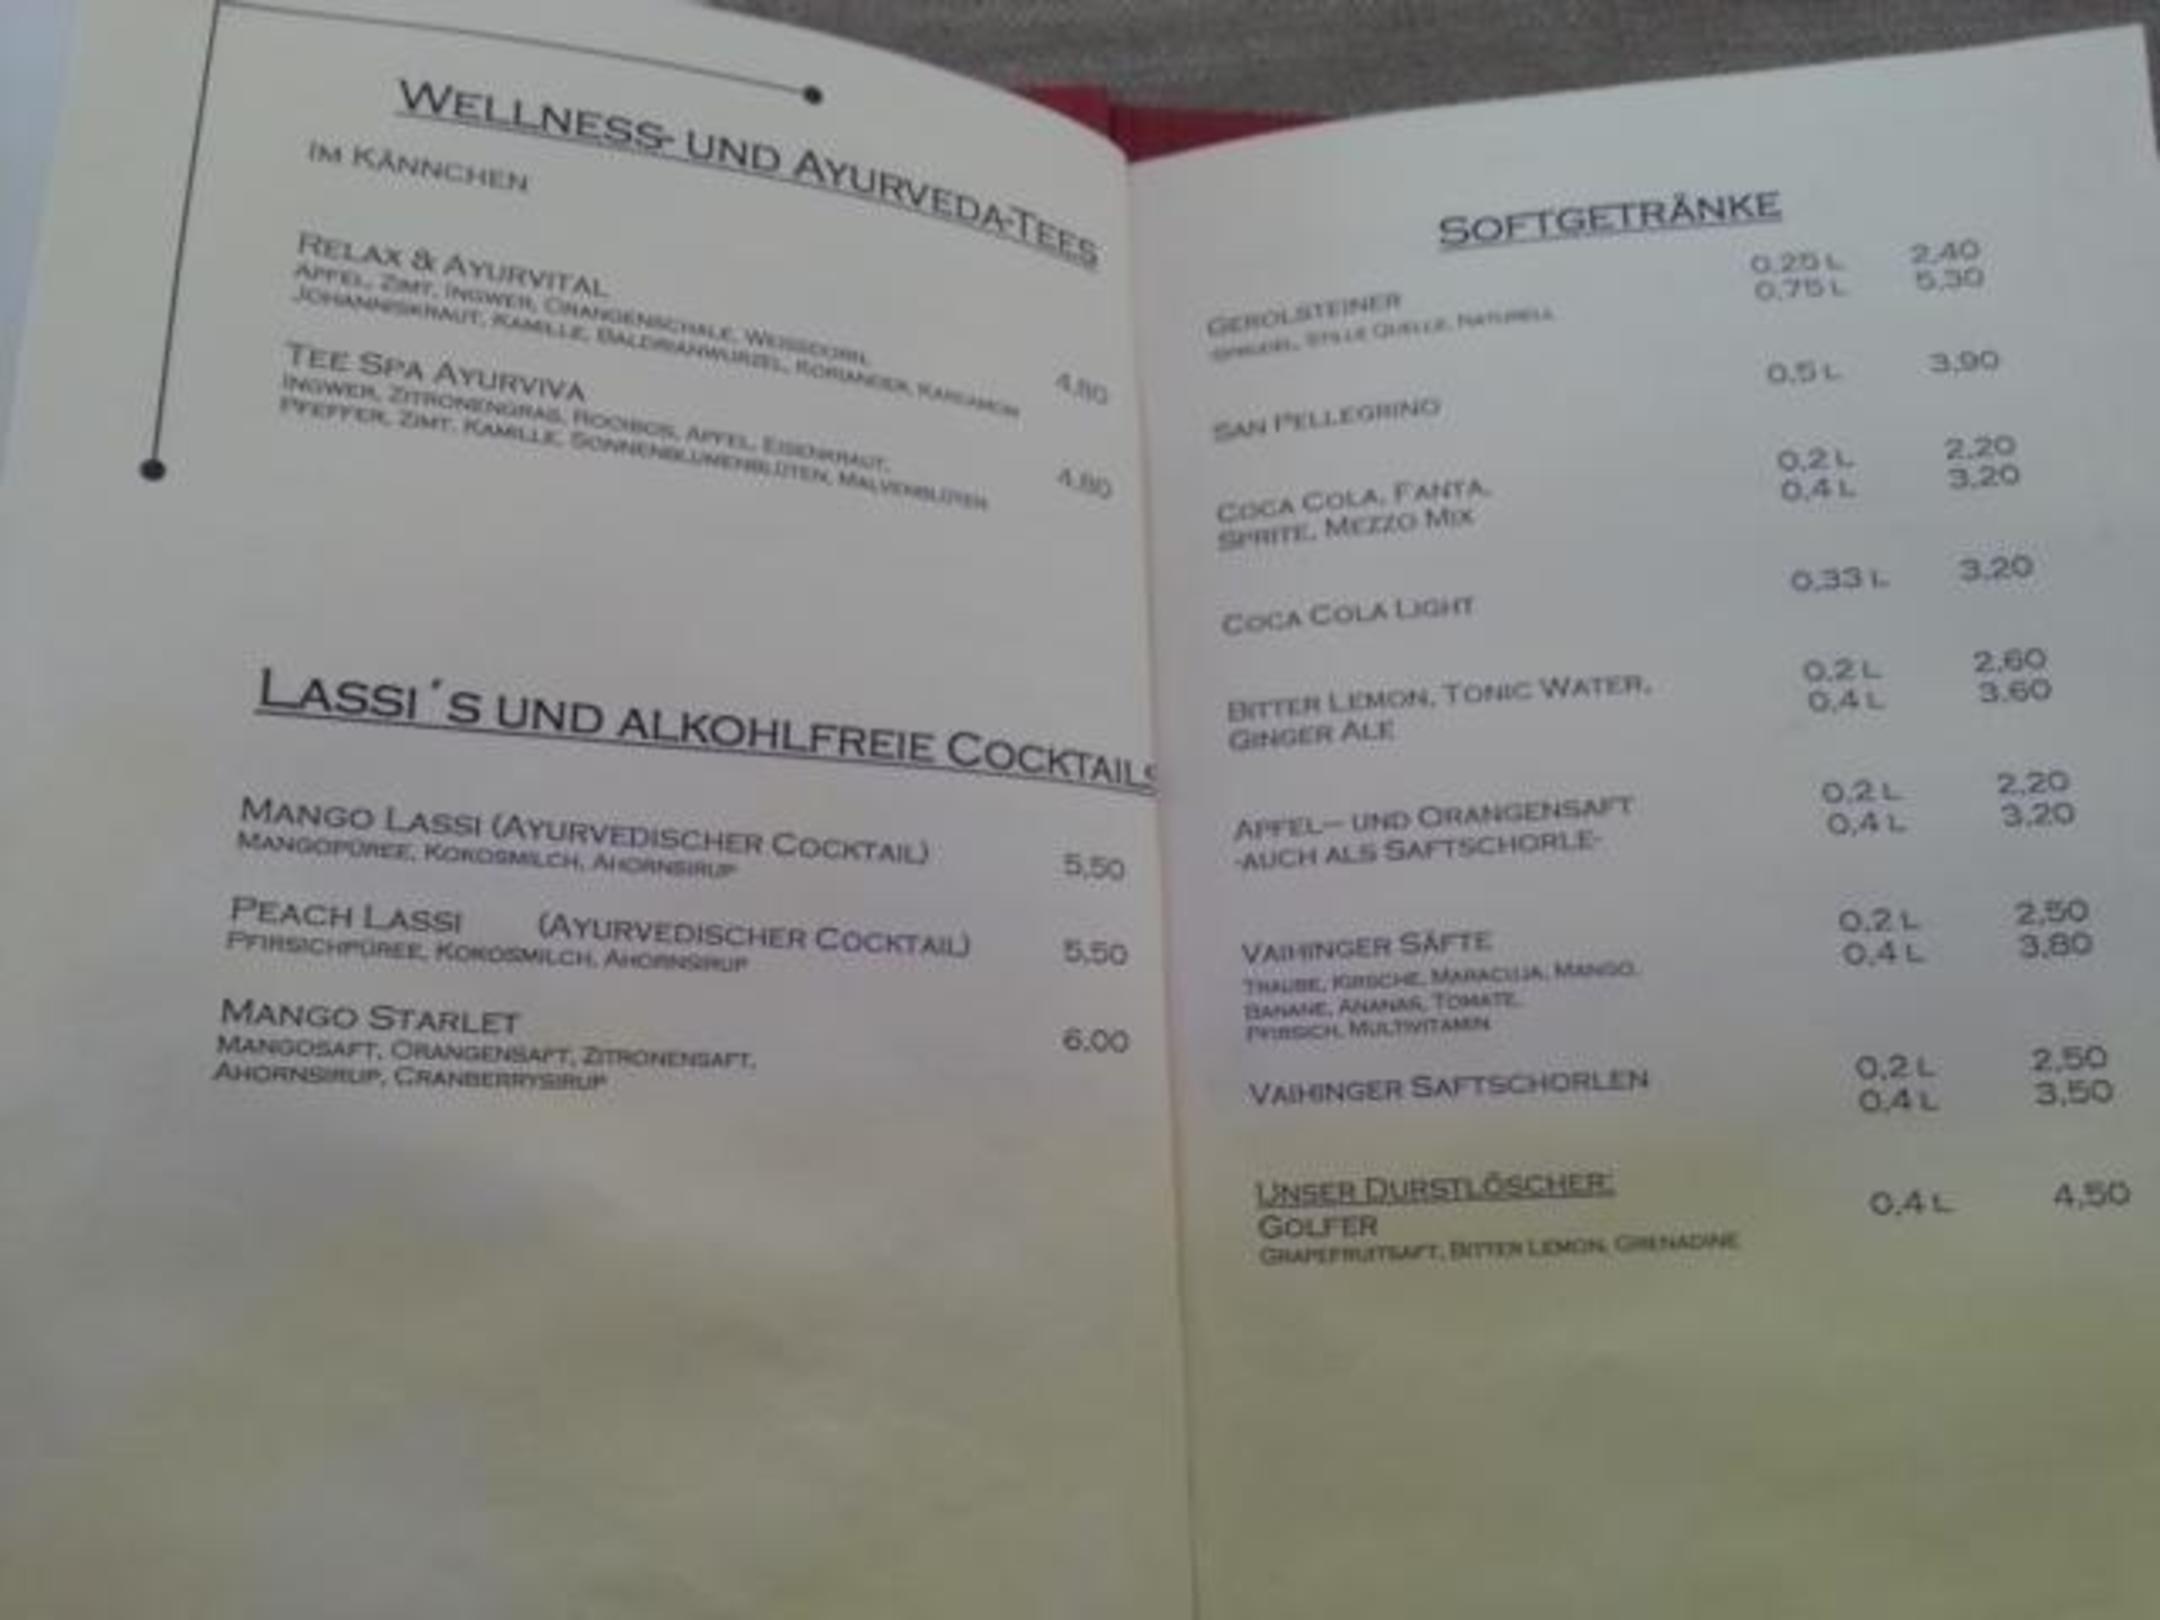 WELLNESS- UND AYURVEDA-TEES
IM KÄNNCHEN
RELAX & AYURVITAL
APFEL, ZIMT, INGWER, ORANGENSCHALE, WEISSDORN,
JOHANNISKRAUT, KAMILLE, BALDRIANWURZEL, KORIANDER, KARDAMOM 4.80
TEE SPA AYURVIVA
INGWER, ZITRONENGRAS, ROOIBOS, APFEL, EISENKRAUT,
PFEFFER, ZIMT, KAMILLE, SONNENBLUMENBLÜTEN, MALVENBLÜTEN 4.80
LASSI´S UND ALKOHLFREIE COCKTAILS
MANGO LASSI (AYURVEDISCHER COCKTAIL)
MANGOPÜREE, KOKOSMILCH, AHORNSIRUP 5,50
PEACH LASSI (AYURVEDISCHER COCKTAIL)
PFIRSICHPÜREE, KOKOSMILCH, AHORNSIRUP 5,50
MANGO STARLET 6.00
MANGOSAFT, ORANGENSAFT, ZITRONENSAFT,
AHORNSIRUP, CRANBERRYSIRUP
SOFTGETRÄNKE
GEROLSTEINER 0,25 L 2,40
SPRUDEL, STILLE QUELLE, NATURELL 0,75 L 5,30
SAN PELLEGRINO 0,5 L 3,90
COCA COLA, FANTA, 0,2 L 2,20
SPRITE, MEZZO MIX 0,4 L 3,20
COCA COLA LIGHT 0,33 L 3,20
BITTER LEMON, TONIC WATER, 0,2 L 2,60
GINGER ALE 0,4 L 3,60
APFEL– UND ORANGENSAFT 0,2 L 2,20
-AUCH ALS SAFTSCHORLE- 0,4 L 3,20
VAIHINGER SÄFTE 0,2 L 2,50
0,4 L 3,80
TRAUBE, KIRSCHE, MARACUJA, MANGO,
BANANE, ANANAS, TOMATE,
PFIRSICH, MULTIVITAMIN
VAIHINGER SAFTSCHORLEN 0,2 L 2,50
0,4 L 3,50
UNSER DURSTLÖSCHER:
GOLFER 0,4 L 4,50
GRAPEFRUITSAFT, BITTER LEMON, GRENADINE